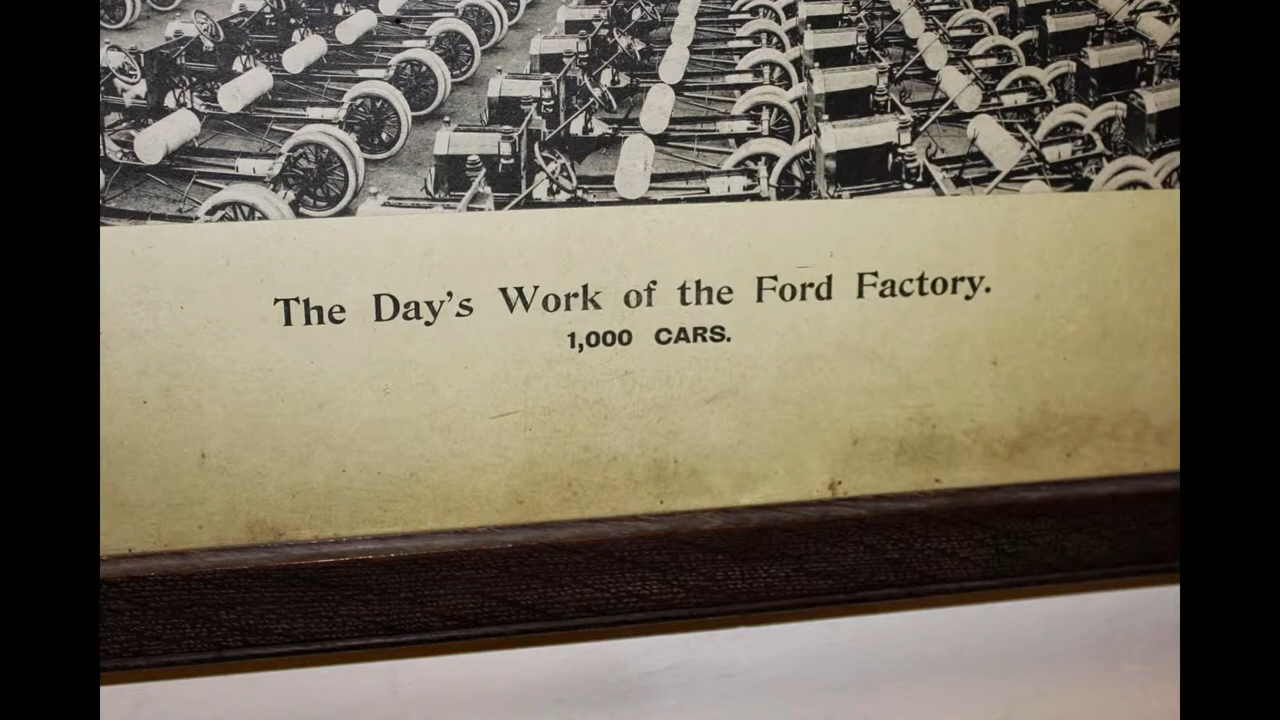 The Day's Work of the Ford Factory.
1,000 CARS.